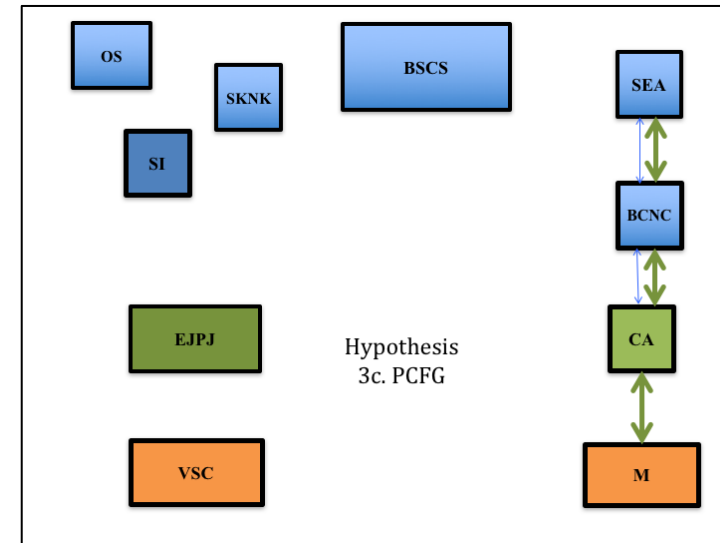 OS
BSCS
SEA
SKNK
SI
BCNC
EJPJ
CA
Hypothesis
3c. PCFG
VSC
M